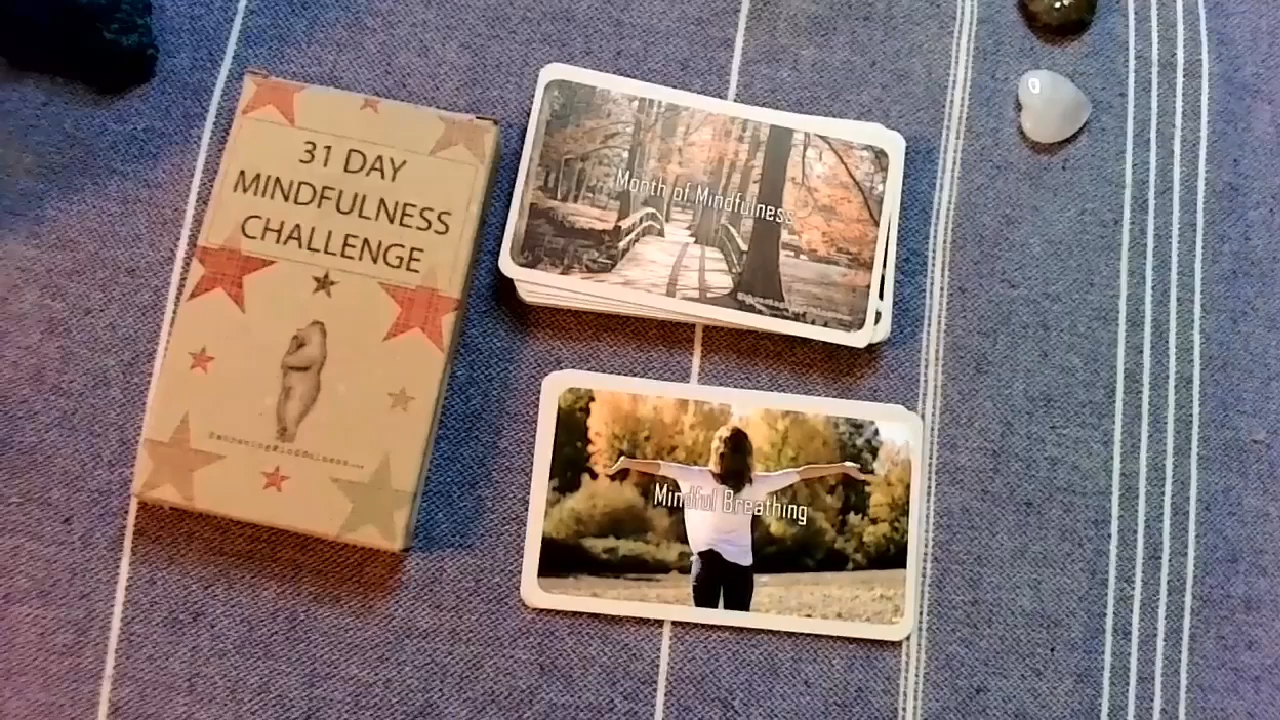 31 DAY
MINDFULNESS
CHALLENGE
Month of Mindfulness
Mindful Breathing